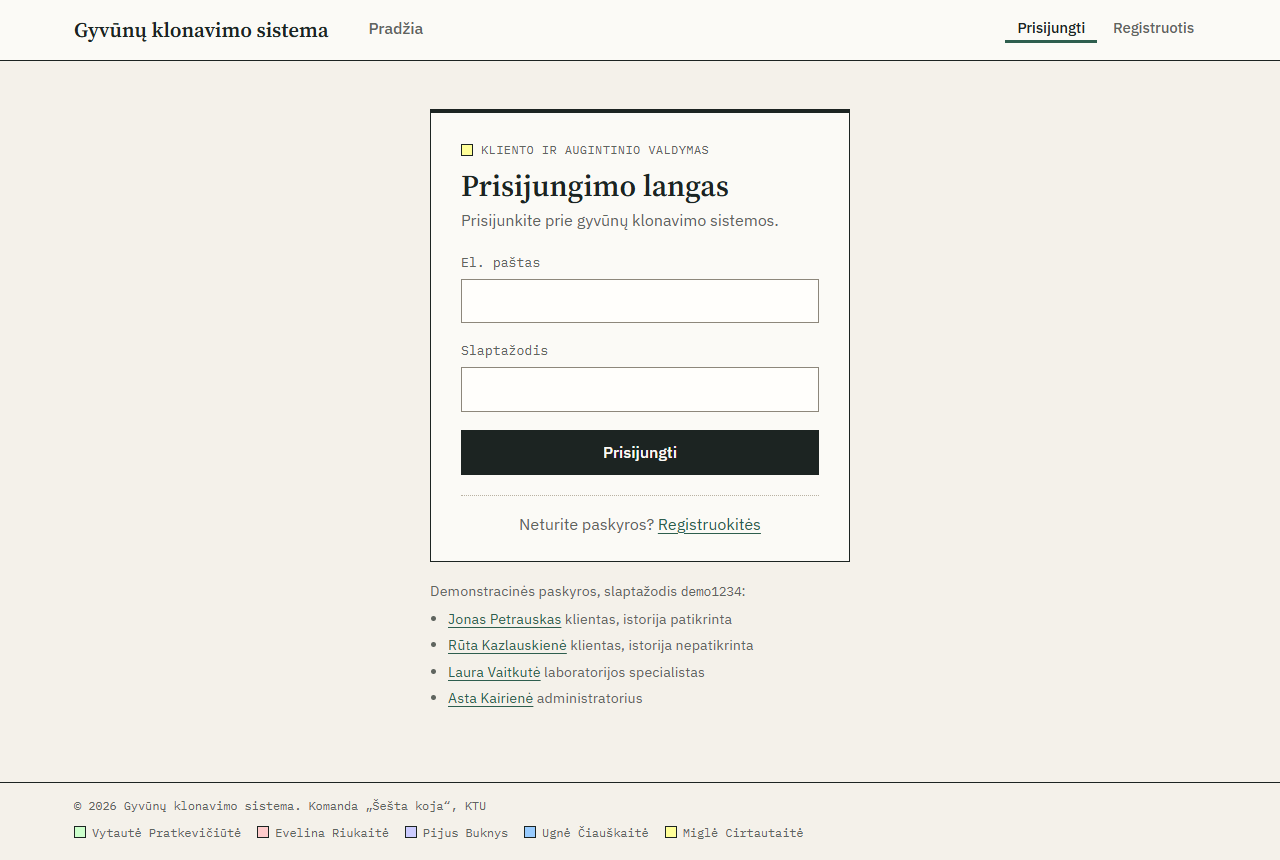 Gyvūnų klonavimo sistema Pradžia Prisijungti Registruotis
KLIENTO IR AUGINTINIO VALDYMAS
Prisijungimo langas
Prisijunkite prie gyvūnų klonavimo sistemos.
El. paštas
Slaptažodis
Prisijungti
Neturite paskyros? Registruokitės
Demonstracinės paskyros, slaptažodis demo1234:
Jonas Petrauskas klientas, istorija patikrinta
Rūta Kazlauskienė klientas, istorija nepatikrinta
Laura Vaitkutė laboratorijos specialistas
Asta Kairienė administratorius
© 2026 Gyvūnų klonavimo sistema. Komanda „Šešta koja“, KTU
Vytautė Pratkevičiūtė Evelina Riukaitė Pijus Buknys Ugnė Čiauškaitė Miglė Cirtautaitė